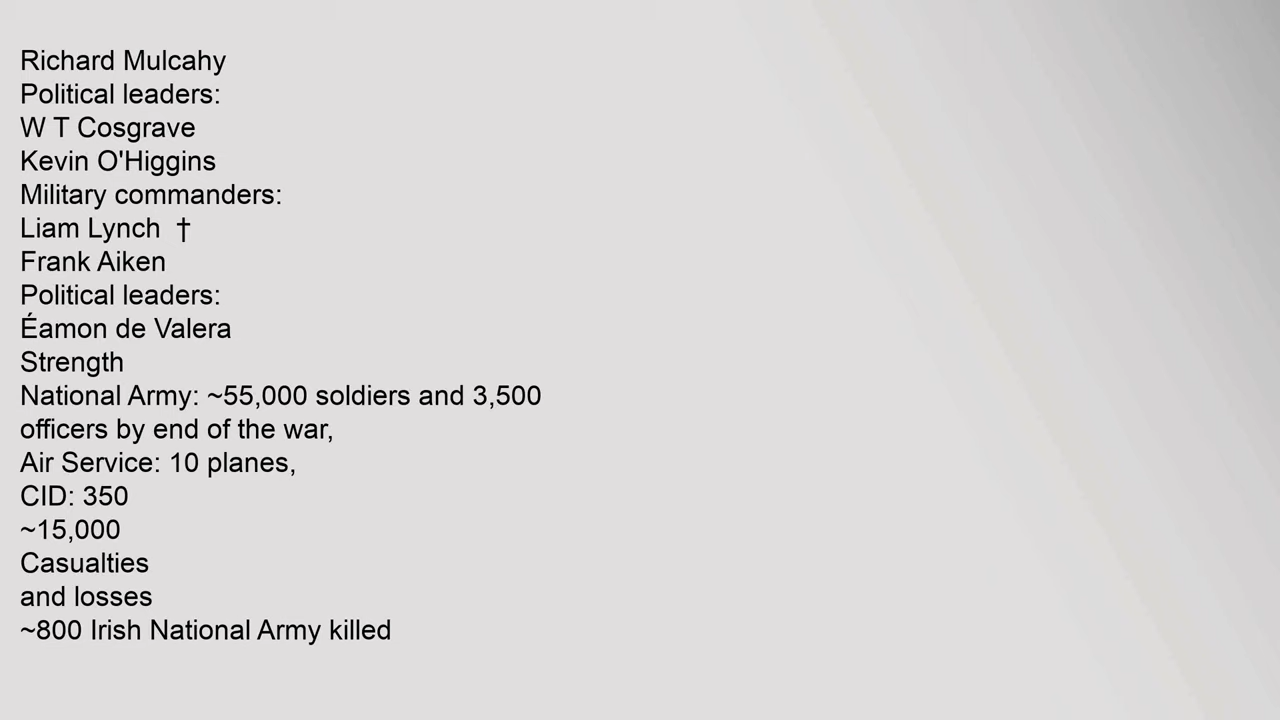 Richard Mulcahy
Political leaders:
W T Cosgrave
Kevin O'Higgins
Military commanders:
Liam Lynch †
Frank Aiken
Political leaders:
Éamon de Valera
Strength
National Army: ~55,000 soldiers and 3,500
officers by end of the war,
Air Service: 10 planes,
CID: 350
~15,000
Casualties
and losses
~800 Irish National Army killed